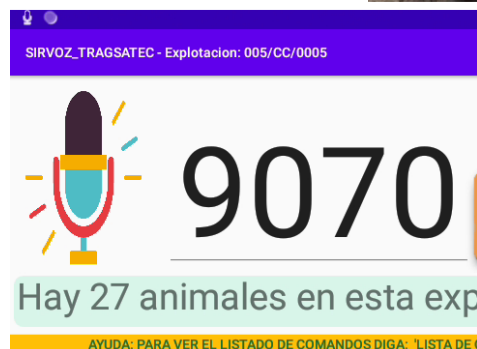 SIRVOZ_TRAGSATEC - Explotacion: 005/CC/0005
9070
Hay 27 animales en esta exp
AYUDA: PARA VER EL LISTADO DE COMANDOS DIGA: 'LISTA DE